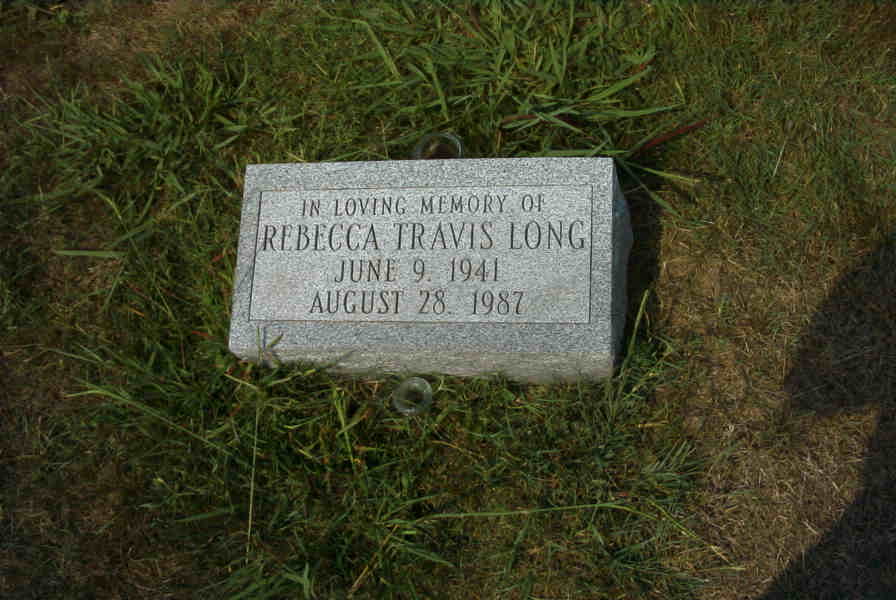 IN LOVING MEMORY OF
REBECCA TRAVIS LONG
JUNE 9. 1941
AUGUST 28. 1987